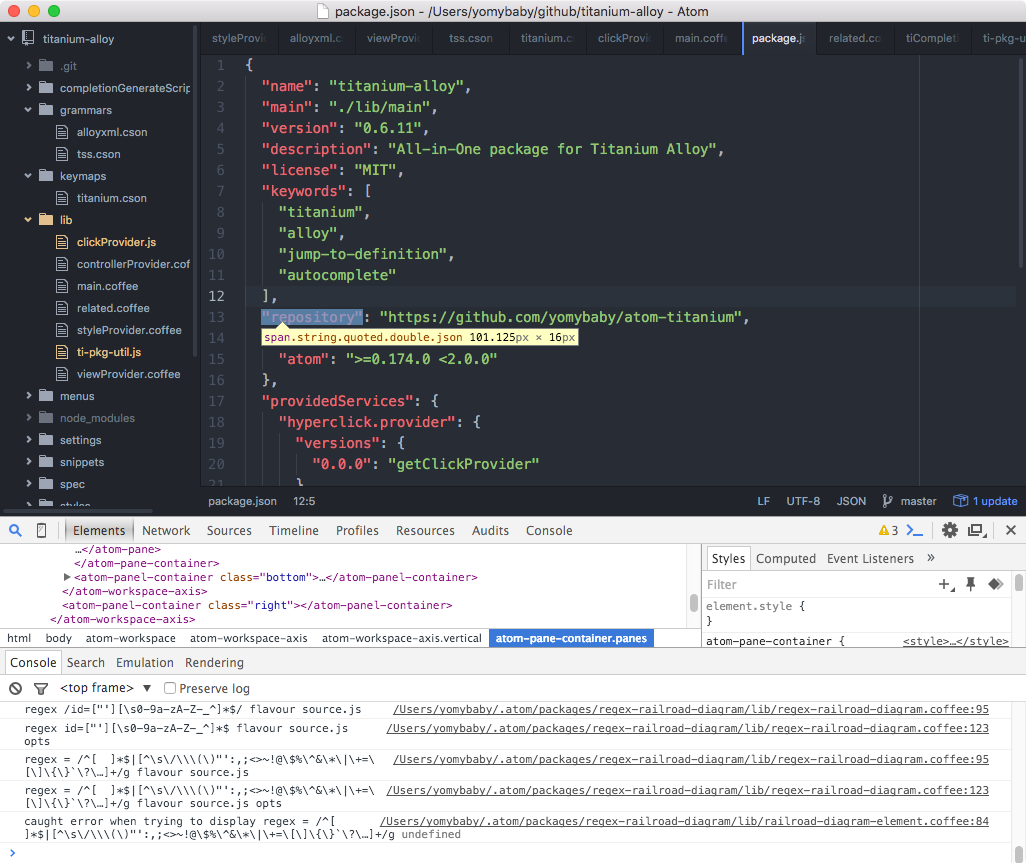 package.json - /Users/yomybaby/github/titanium-alloy - Atom
titanium-alloy
.git
completionGenerateScrip
grammars
alloyxml.cson
tss.cson
keymaps
titanium.cson
lib
clickProvider.js
controllerProvider.cof
main.coffee
related.coffee
styleProvider.coffee
ti-pkg-util.js
viewProvider.coffee
menus
node_modules
settings
snippets
spec
styles
styleProvi alloyxml.c viewProvi tss.cson titanium.c clickProvi main.coffe package.j related.co tiCompleti ti-pkg-u
1 {
2 "name": "titanium-alloy",
3 "main": "./lib/main",
4 "version": "0.6.11",
5 "description": "All-in-One package for Titanium Alloy",
6 "license": "MIT",
7 "keywords": [
8 "titanium",
9 "alloy",
10 "jump-to-definition",
11 "autocomplete"
12 ],
13 "repository": "https://github.com/yomybaby/atom-titanium",
14 span.string.quoted.double.json 101.125px × 16px
15 "atom": ">=0.174.0 <2.0.0"
16 },
17 "providedServices": {
18 "hyperclick.provider": {
19 "versions": {
20 "0.0.0": "getClickProvider"
21 }
package.json 12:5 LF UTF-8 JSON master 1 update
Elements Network Sources Timeline Profiles Resources Audits Console 3
…</atom-pane>
</atom-pane-container>
<atom-panel-container class="bottom">…</atom-panel-container>
</atom-workspace-axis>
<atom-panel-container class="right"></atom-panel-container>
</atom-workspace-axis>
html body atom-workspace atom-workspace-axis atom-workspace-axis.vertical atom-pane-container.panes
Styles Computed Event Listeners »
Filter
element.style {
}
atom-pane-container { <style>…</style>
Console Search Emulation Rendering
<top frame> ▼ Preserve log
regex /id=["'][\s0-9a-zA-Z-_^]*$/ flavour source.js /Users/yomybaby/.atom/packages/regex-railroad-diagram/lib/regex-railroad-diagram.coffee:95
regex id=["'][\s0-9a-zA-Z-_^]*$ flavour source.js /Users/yomybaby/.atom/packages/regex-railroad-diagram/lib/regex-railroad-diagram.coffee:123
opts
regex = /^[  ]*$|[^\s\/\\\(\)"':,;<>~!@\$%\^&\*\|\+=\ /Users/yomybaby/.atom/packages/regex-railroad-diagram/lib/regex-railroad-diagram.coffee:95
[\]\{\}`\?\…]+/g flavour source.js
regex = /^[  ]*$|[^\s\/\\\(\)"':,;<>~!@\$%\^&\*\|\+=\ /Users/yomybaby/.atom/packages/regex-railroad-diagram/lib/regex-railroad-diagram.coffee:123
[\]\{\}`\?\…]+/g flavour source.js opts
caught error when trying to display regex = /^[ /Users/yomybaby/.atom/packages/regex-railroad-diagram/lib/railroad-diagram-element.coffee:84
]*$|[^\s\/\\\(\)"':,;<>~!@\$%\^&\*\|\+=\[\]\{\}`\?\…]+/g undefined